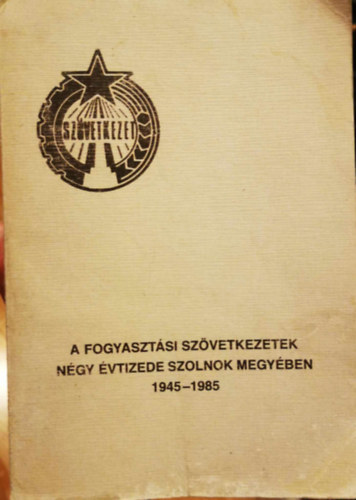 SZÖVETKEZET
A FOGYASZTÁSI SZÖVETKEZETEK
NÉGY ÉVTIZEDE SZOLNOK MEGYÉBEN
1945–1985